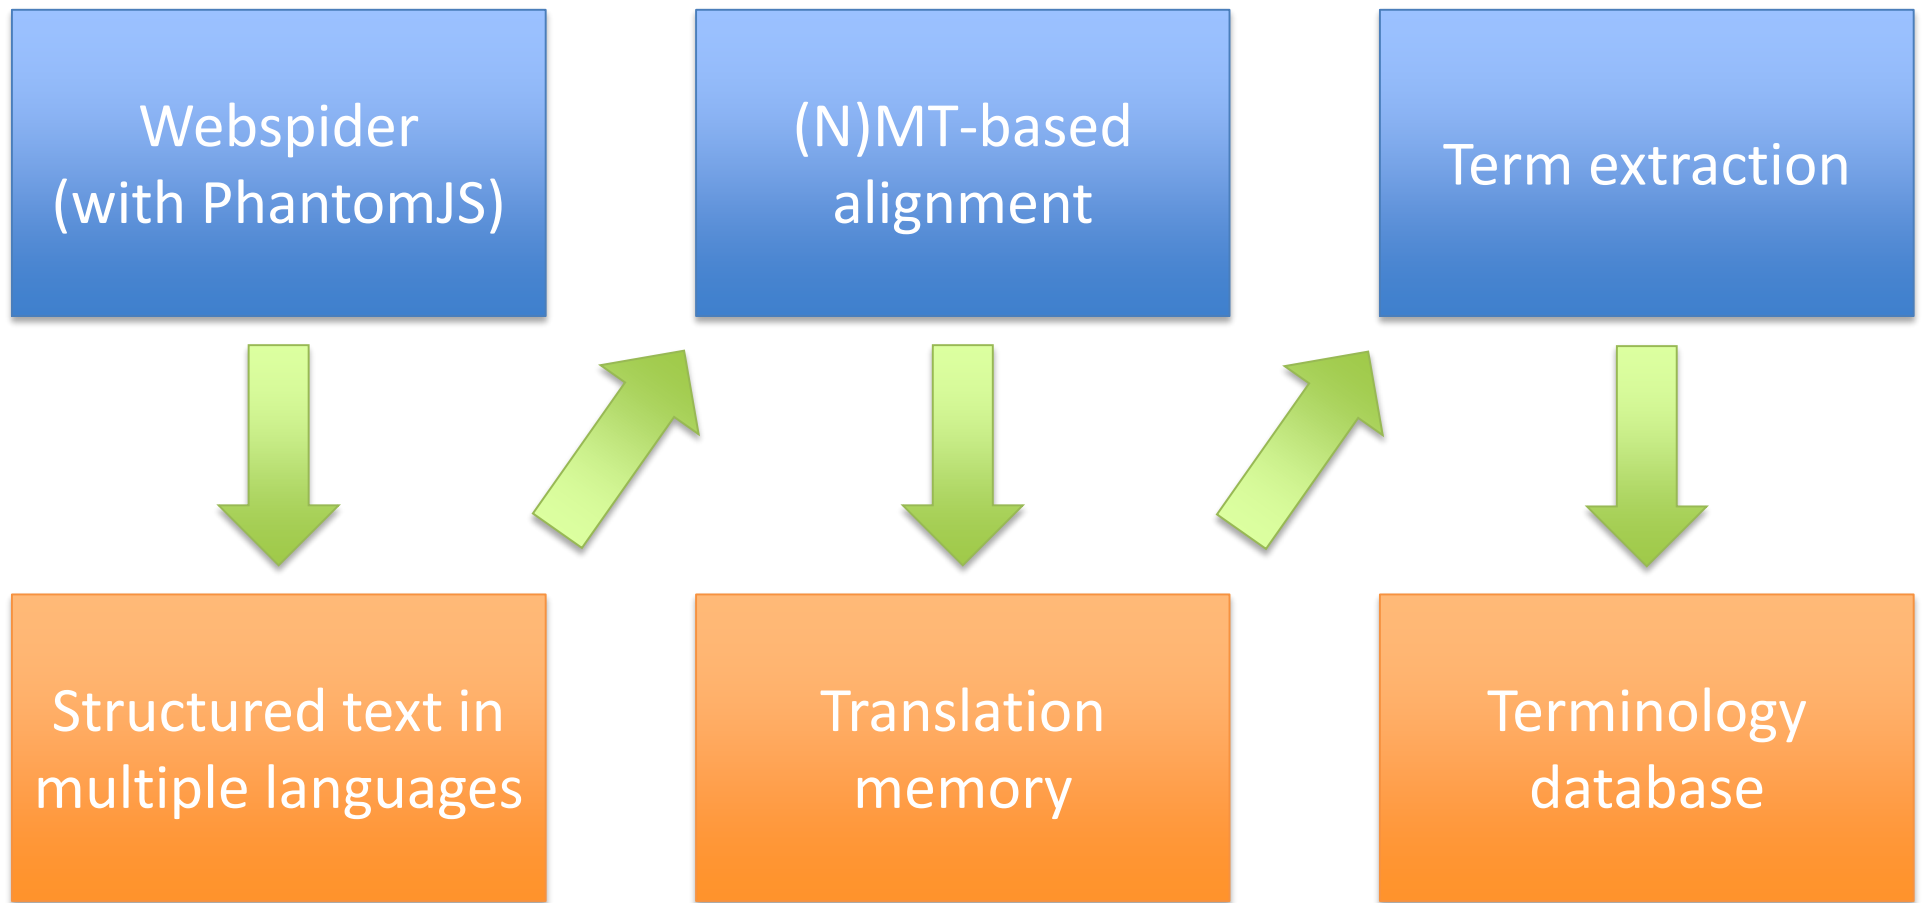 Webspider
(with PhantomJS)
(N)MT-based
alignment
Term extraction
Structured text in
multiple languages
Translation
memory
Terminology
database